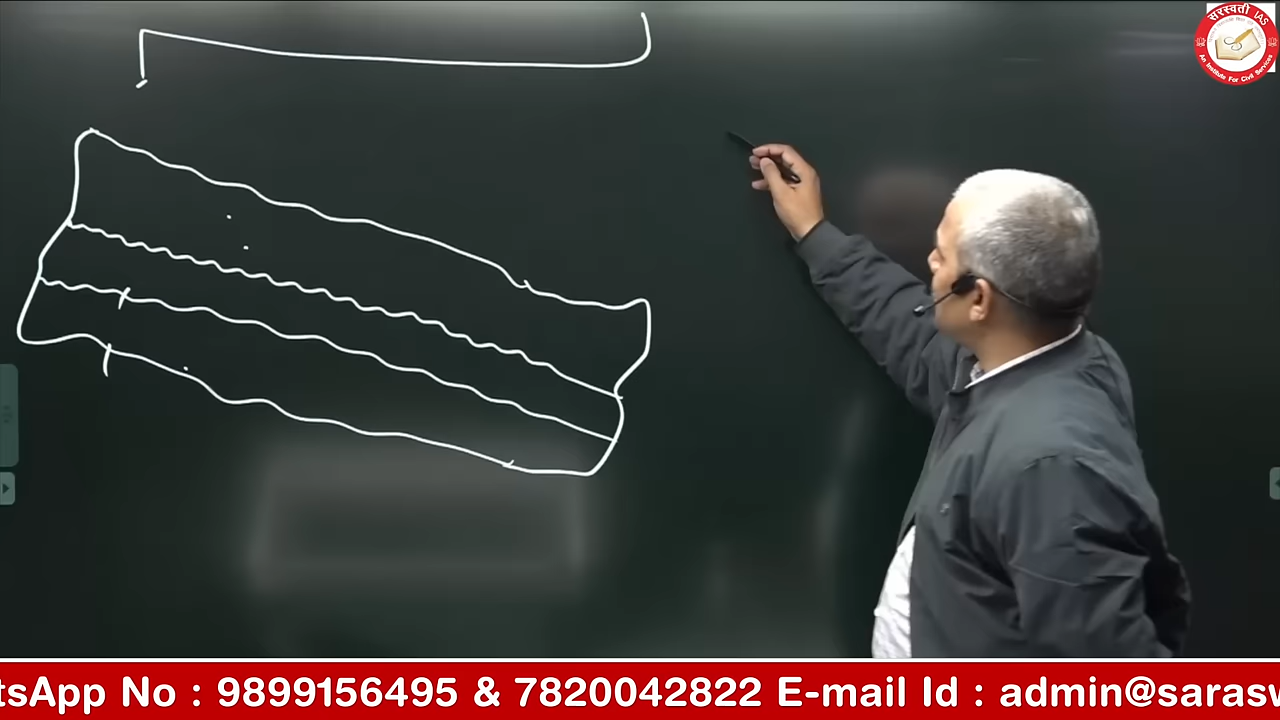 सरस्वती IAS
An Institute For Civil Services
tsApp No : 9899156495 & 7820042822 E-mail Id : admin@sarasw